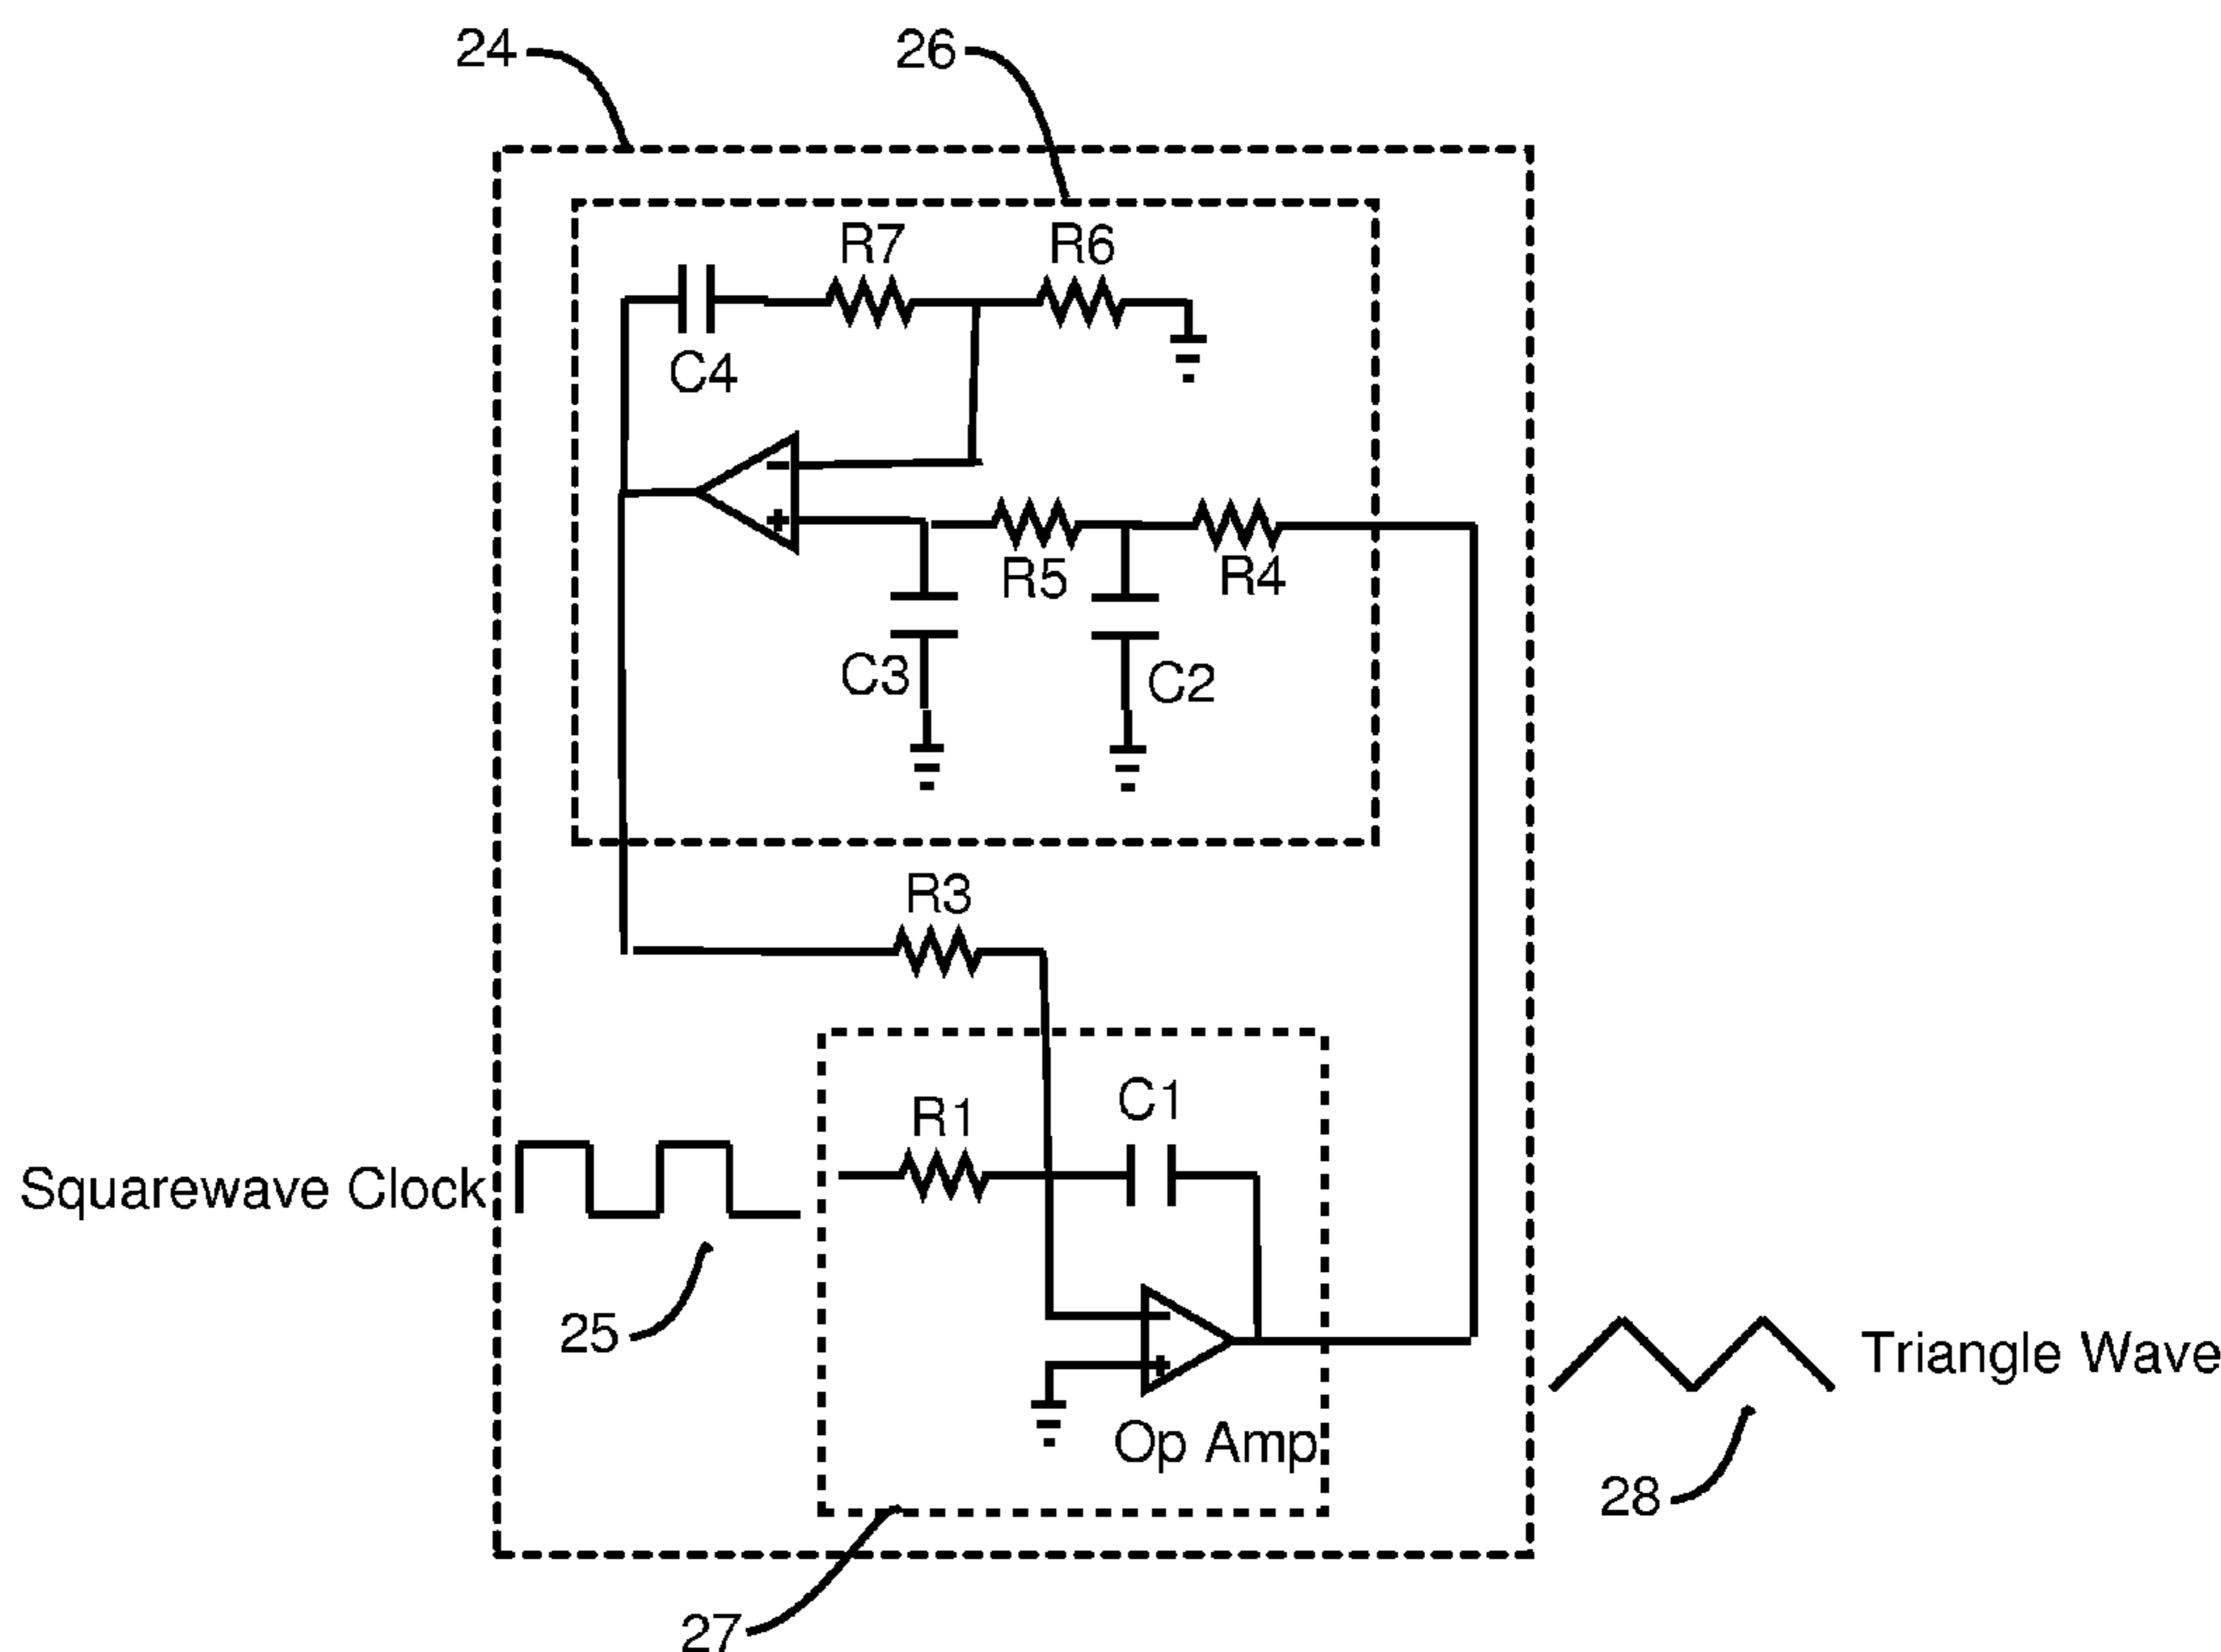 24
26
R7
R6
C4
R5
R4
C3
C2
R3
R1
C1
Squarewave Clock
25
Triangle Wave
Op Amp
28
27